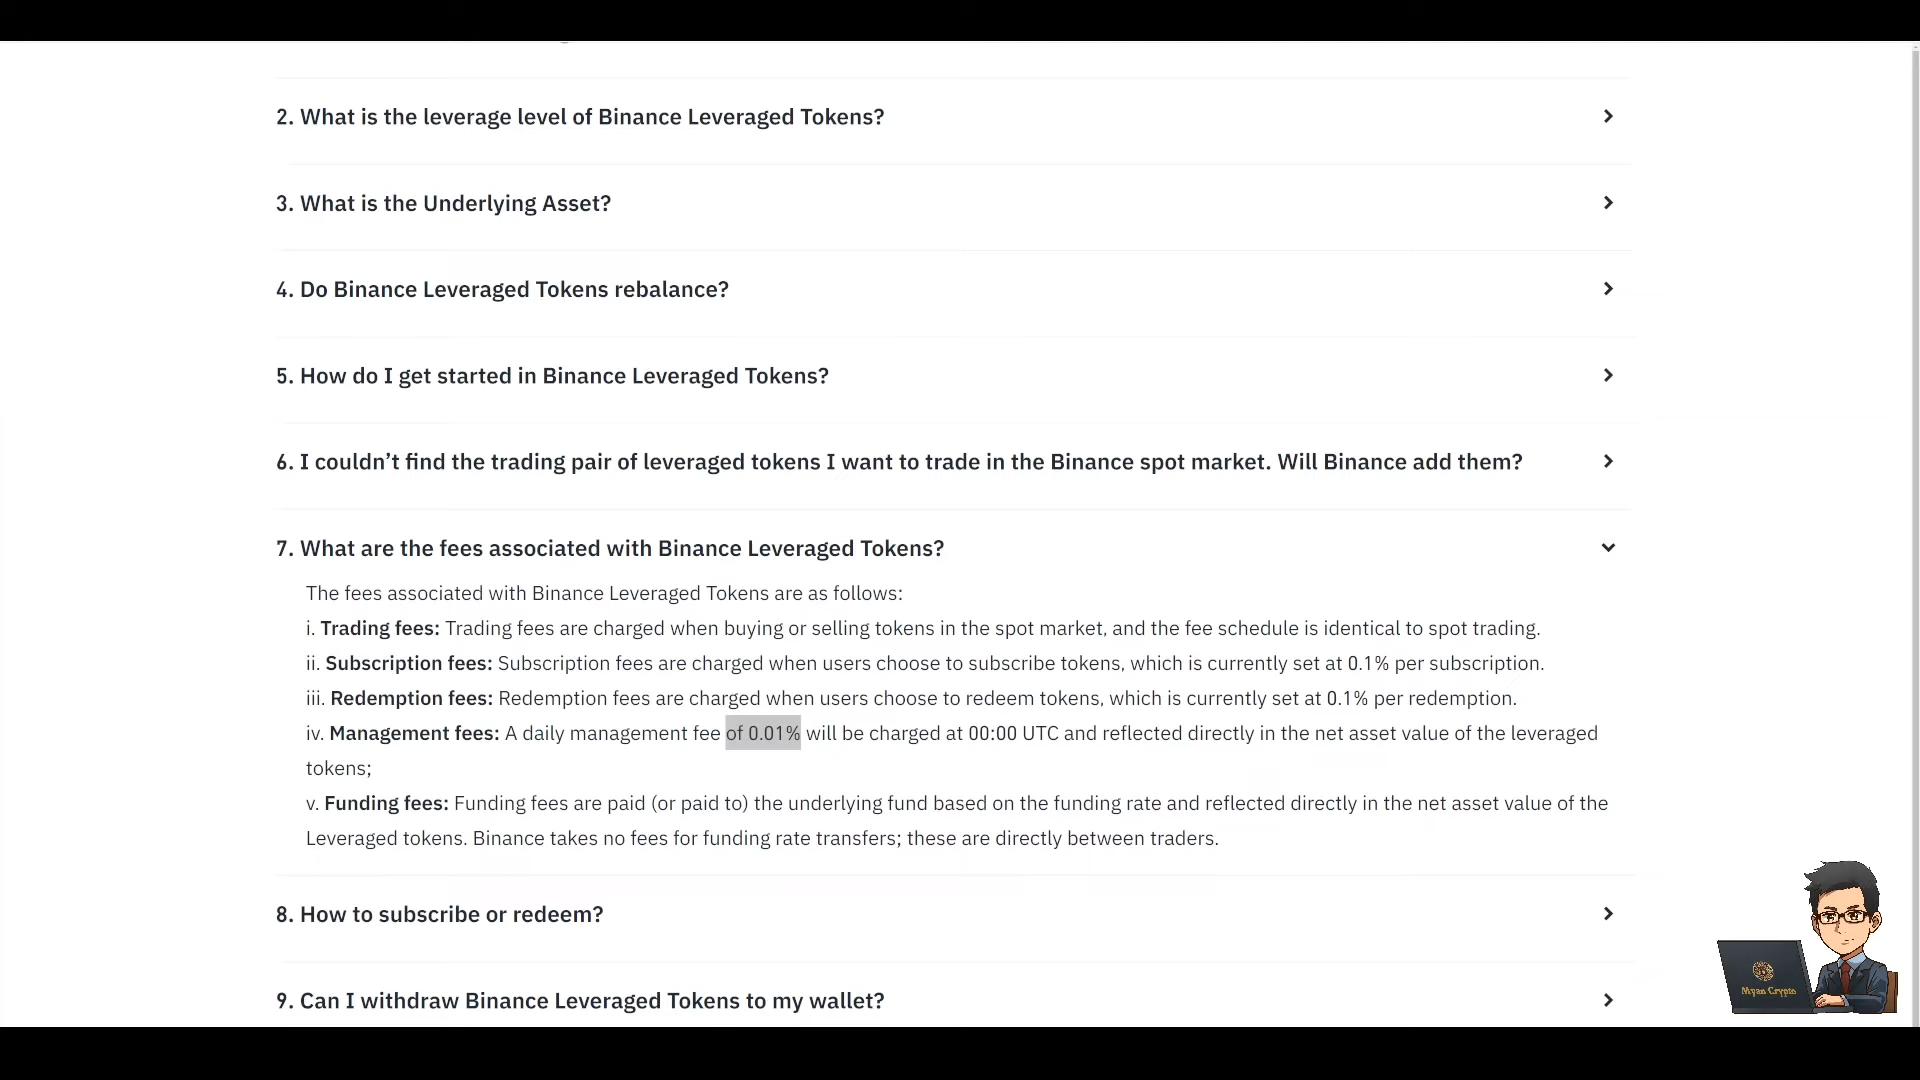 2. What is the leverage level of Binance Leveraged Tokens?
3. What is the Underlying Asset?
4. Do Binance Leveraged Tokens rebalance?
5. How do I get started in Binance Leveraged Tokens?
6. I couldn’t find the trading pair of leveraged tokens I want to trade in the Binance spot market. Will Binance add them?
7. What are the fees associated with Binance Leveraged Tokens?
The fees associated with Binance Leveraged Tokens are as follows:
i. Trading fees: Trading fees are charged when buying or selling tokens in the spot market, and the fee schedule is identical to spot trading.
ii. Subscription fees: Subscription fees are charged when users choose to subscribe tokens, which is currently set at 0.1% per subscription.
iii. Redemption fees: Redemption fees are charged when users choose to redeem tokens, which is currently set at 0.1% per redemption.
iv. Management fees: A daily management fee of 0.01% will be charged at 00:00 UTC and reflected directly in the net asset value of the leveraged
tokens;
v. Funding fees: Funding fees are paid (or paid to) the underlying fund based on the funding rate and reflected directly in the net asset value of the
Leveraged tokens. Binance takes no fees for funding rate transfers; these are directly between traders.
8. How to subscribe or redeem?
9. Can I withdraw Binance Leveraged Tokens to my wallet?
Myan Crypto